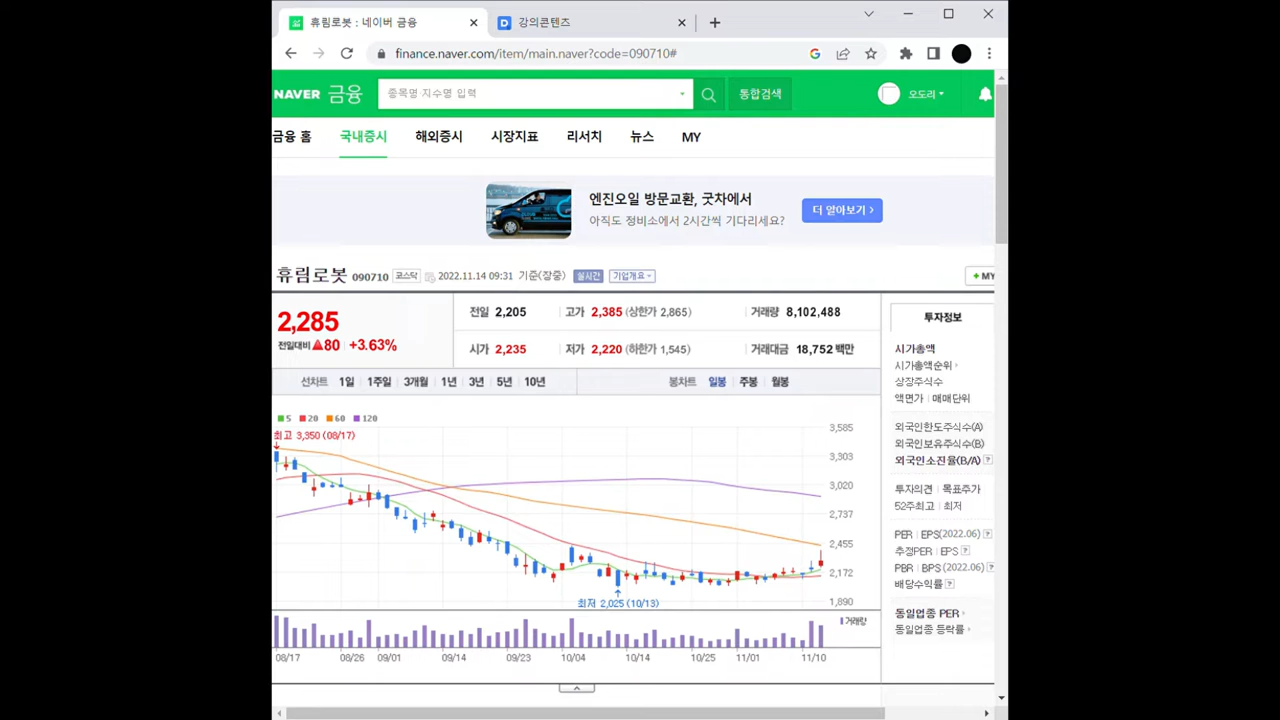 휴림로봇 : 네이버 금융
강의콘텐츠
finance.naver.com/item/main.naver?code=090710#
NAVER 금융
종목명·지수명 입력
통합검색
오도리
금융 홈 국내증시 해외증시 시장지표 리서치 뉴스 MY
엔진오일 방문교환, 굿차에서
아직도 정비소에서 2시간씩 기다리세요?
더 알아보기 >
휴림로봇 090710 코스닥 2022.11.14 09:31 기준(장중) 실시간 기업개요
+ MY
2,285
전일대비 ▲80 +3.63%
전일 2,205 고가 2,385 (상한가 2,865) 거래량 8,102,488
시가 2,235 저가 2,220 (하한가 1,545) 거래대금 18,752 백만
선차트 1일 1주일 3개월 1년 3년 5년 10년 봉차트 일봉 주봉 월봉
5 20 60 120
최고 3,350 (08/17)
3,585
3,303
3,020
2,737
2,455
2,172
1,890
최저 2,025 (10/13)
거래량
08/17 08/26 09/01 09/14 09/23 10/04 10/14 10/25 11/01 11/10
투자정보
시가총액
시가총액순위
상장주식수
액면가 | 매매단위
외국인한도주식수(A)
외국인보유주식수(B)
외국인소진율(B/A) ?
투자의견 | 목표주가
52주최고 | 최저
PER | EPS(2022.06) ?
추정PER | EPS ?
PBR | BPS (2022.06) ?
배당수익률 ?
동일업종 PER
동일업종 등락률